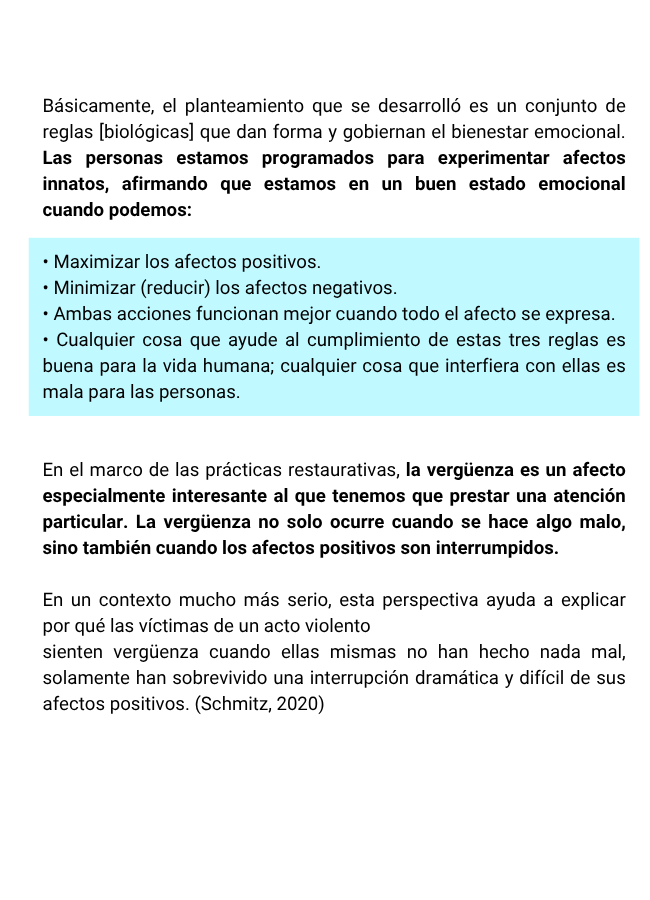 Básicamente, el planteamiento que se desarrolló es un conjunto de
reglas [biológicas] que dan forma y gobiernan el bienestar emocional.
Las personas estamos programados para experimentar afectos
innatos, afirmando que estamos en un buen estado emocional
cuando podemos:
• Maximizar los afectos positivos.
• Minimizar (reducir) los afectos negativos.
• Ambas acciones funcionan mejor cuando todo el afecto se expresa.
• Cualquier cosa que ayude al cumplimiento de estas tres reglas es
buena para la vida humana; cualquier cosa que interfiera con ellas es
mala para las personas.
En el marco de las prácticas restaurativas, la vergüenza es un afecto
especialmente interesante al que tenemos que prestar una atención
particular. La vergüenza no solo ocurre cuando se hace algo malo,
sino también cuando los afectos positivos son interrumpidos.
En un contexto mucho más serio, esta perspectiva ayuda a explicar
por qué las víctimas de un acto violento
sienten vergüenza cuando ellas mismas no han hecho nada mal,
solamente han sobrevivido una interrupción dramática y difícil de sus
afectos positivos. (Schmitz, 2020)